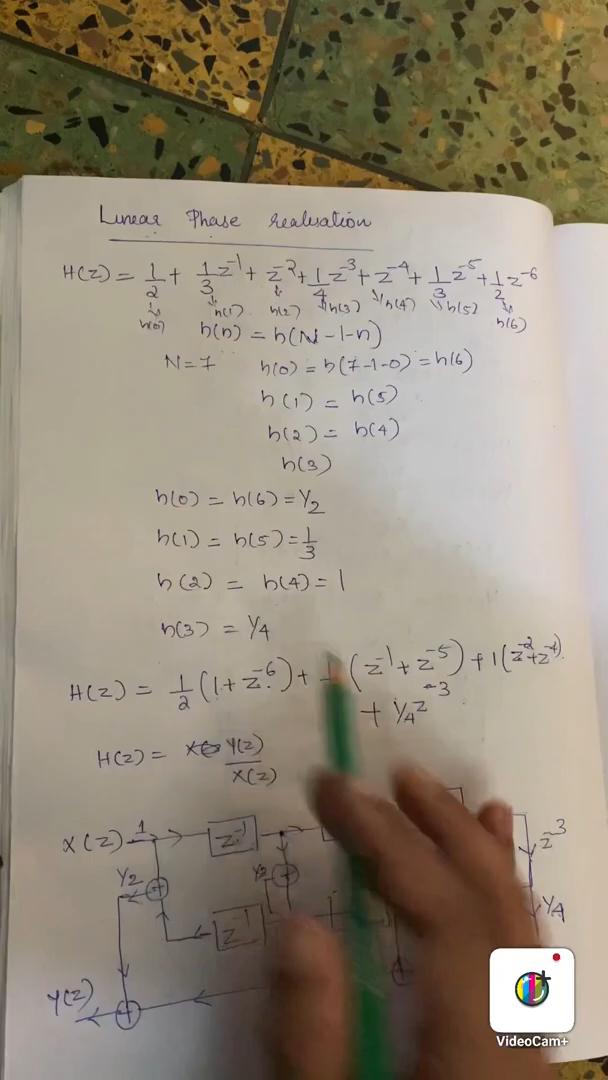 Linear Phase realisation
H(z) = 1/2 + 1/3 z^-1 + z^-2 + 1/4 z^-3 + z^-4 + 1/3 z^-5 + 1/2 z^-6
h(0) h(1) h(2) h(3) h(4) h(5) h(6)
h(n) = h(N-1-n)
N=7 h(0) = h(7-1-0) = h(6)
h(1) = h(5)
h(2) = h(4)
h(3)
h(0) = h(6) = 1/2
h(1) = h(5) = 1/3
h(2) = h(4) = 1
h(3) = 1/4
H(z) = 1/2 (1+z^-6) + (z^-1 + z^-5) + 1(z^-2 + z^-4)
+ 1/4 z^-3
H(z) = Y(z)/X(z)
X(z) 1 z^-1 z^-3
1/2 + 1/2 + 1/4
z^-1
Y(z) +
VideoCam+